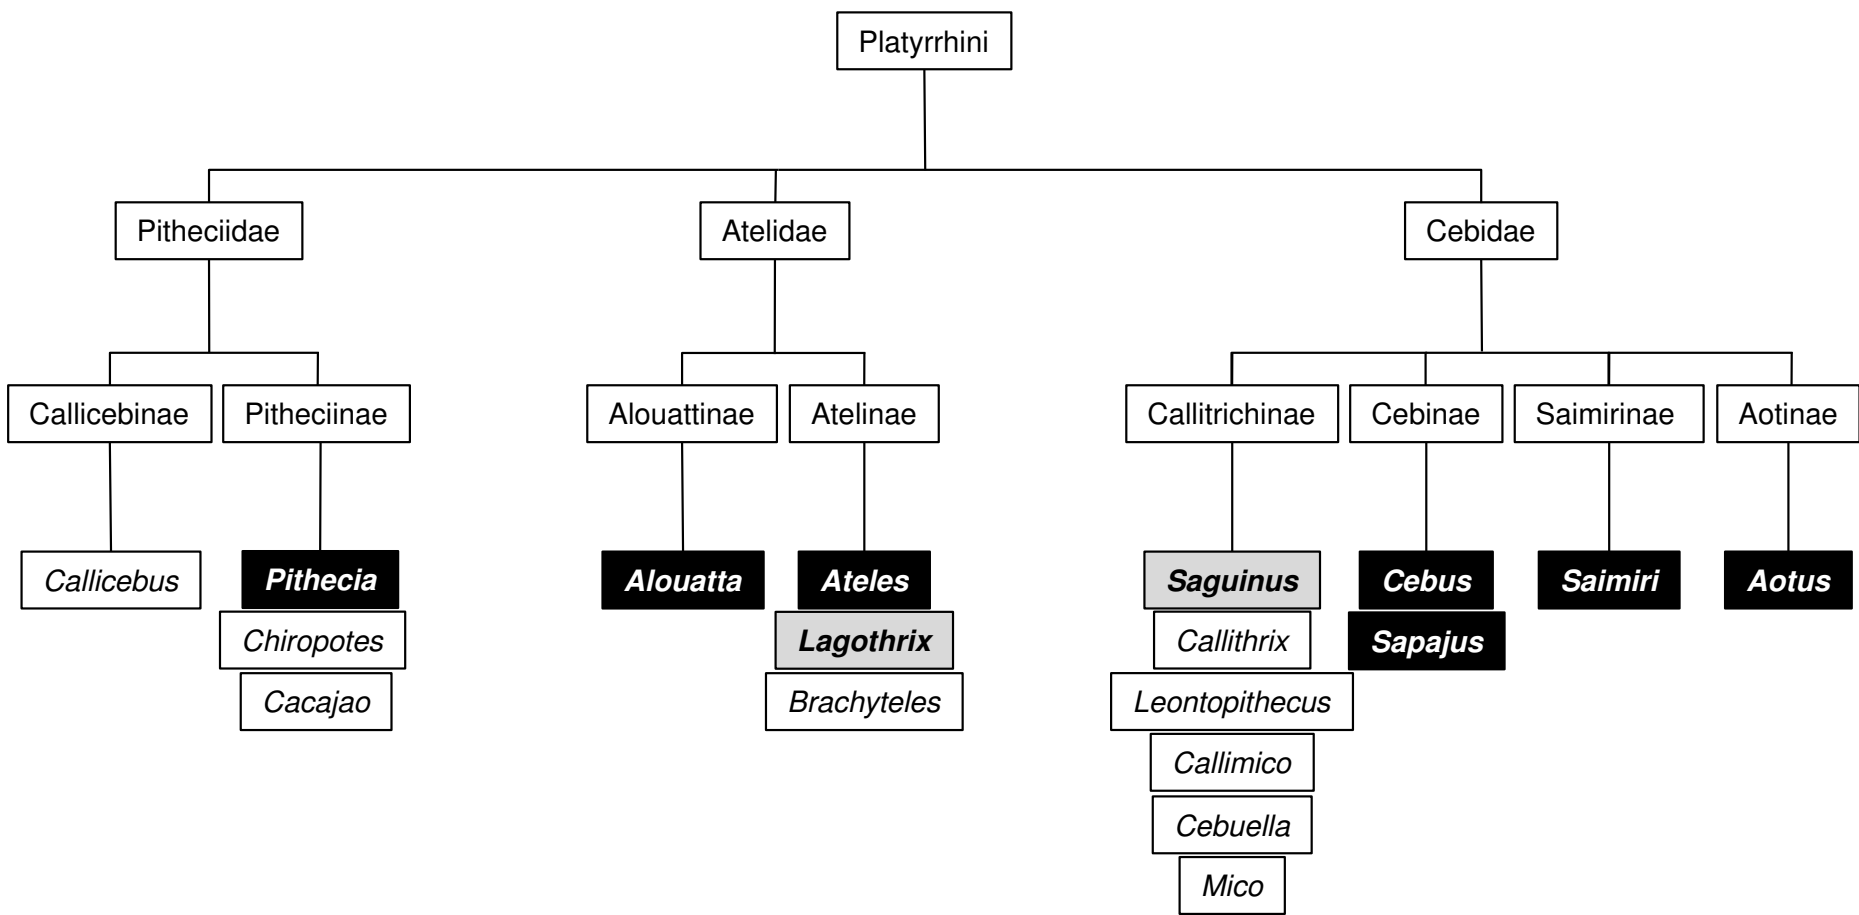 Platyrrhini
Pitheciidae
Atelidae
Cebidae
Callicebinae
Pitheciinae
Alouattinae
Atelinae
Callitrichinae
Cebinae
Saimirinae
Aotinae
Callicebus
Pithecia
Alouatta
Ateles
Saguinus
Cebus
Saimiri
Aotus
Chiropotes
Lagothrix
Callithrix
Sapajus
Cacajao
Brachyteles
Leontopithecus
Callimico
Cebuella
Mico